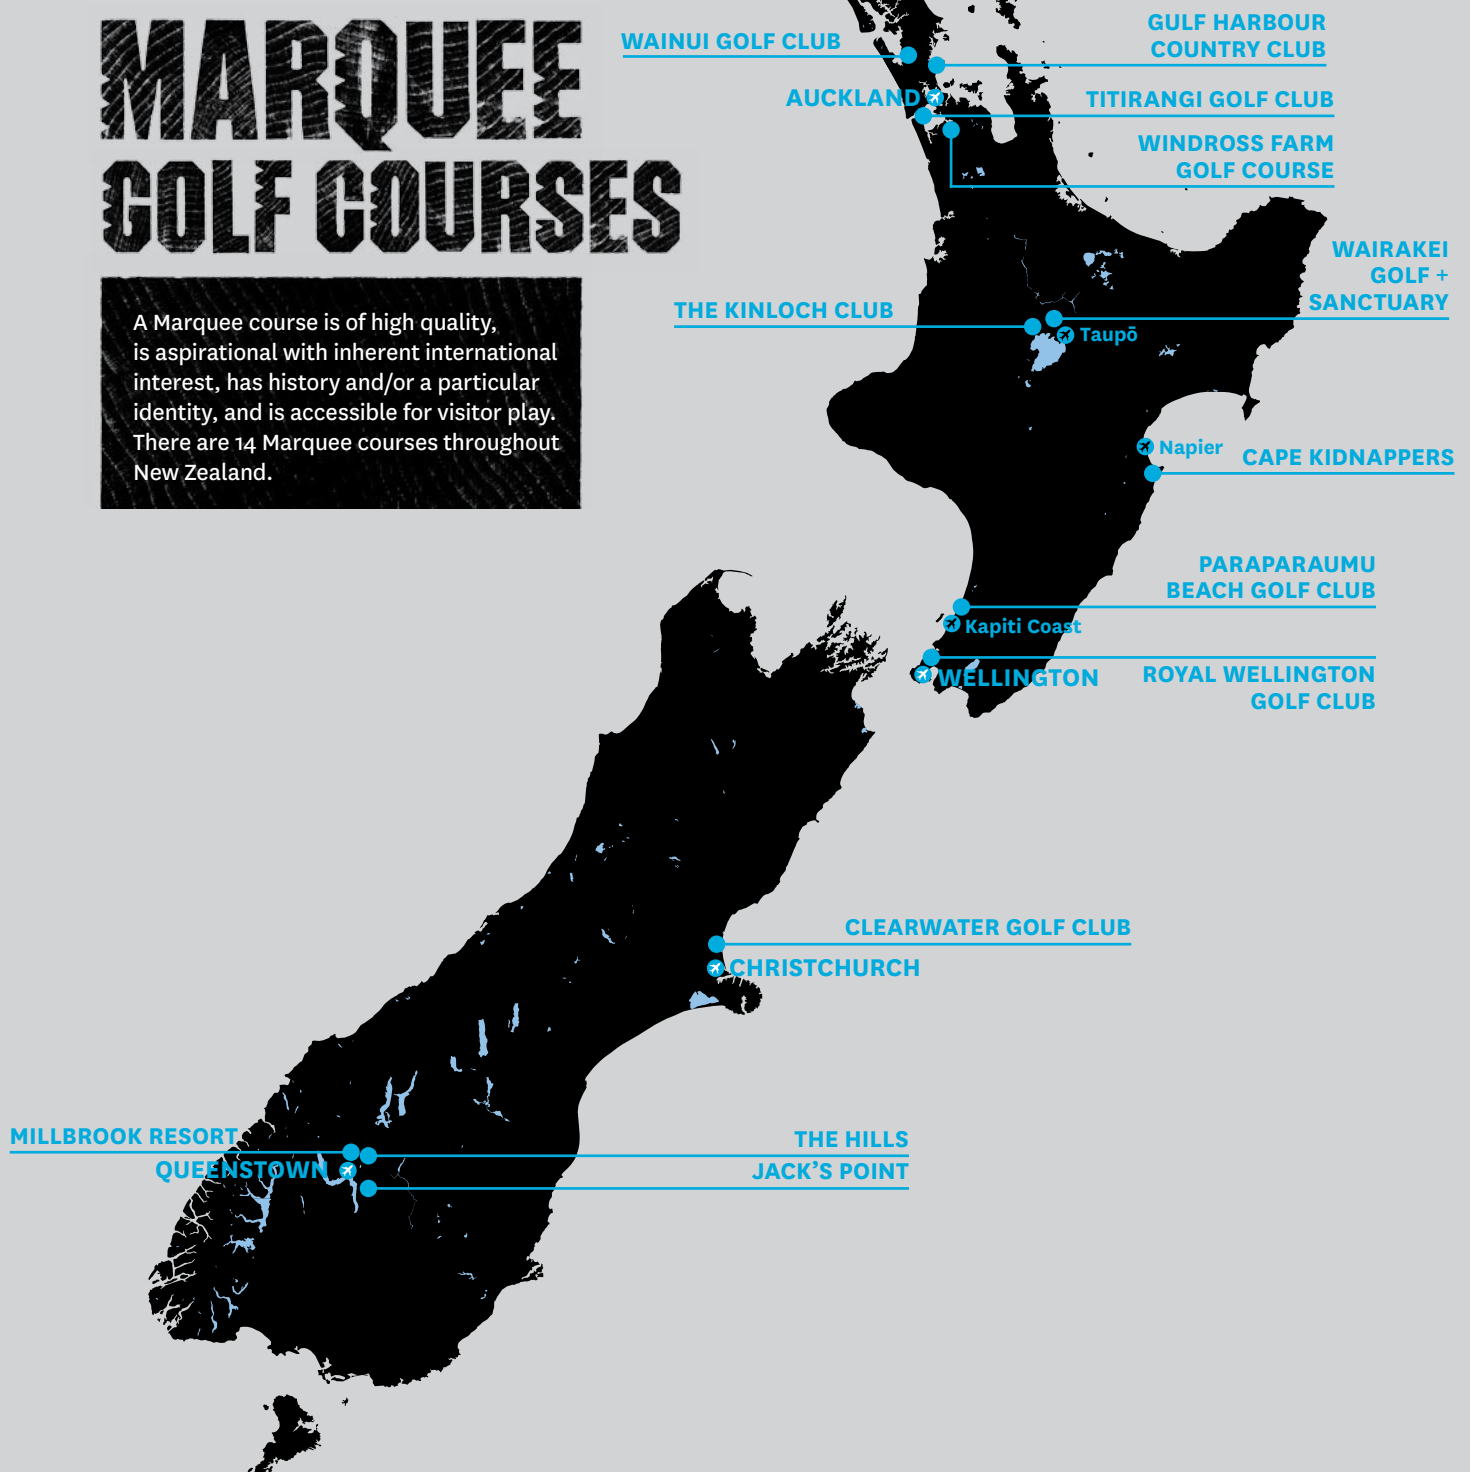 MARQUEE
GOLF COURSES
A Marquee course is of high quality,
is aspirational with inherent international
interest, has history and/or a particular
identity, and is accessible for visitor play.
There are 14 Marquee courses throughout
New Zealand.
WAINUI GOLF CLUB
GULF HARBOUR
COUNTRY CLUB
AUCKLAND
TITIRANGI GOLF CLUB
WINDROSS FARM
GOLF COURSE
WAIRAKEI
GOLF +
SANCTUARY
THE KINLOCH CLUB
Taupō
Napier
CAPE KIDNAPPERS
PARAPARAUMU
BEACH GOLF CLUB
Kapiti Coast
WELLINGTON
ROYAL WELLINGTON
GOLF CLUB
CLEARWATER GOLF CLUB
CHRISTCHURCH
MILLBROOK RESORT
THE HILLS
QUEENSTOWN
JACK'S POINT